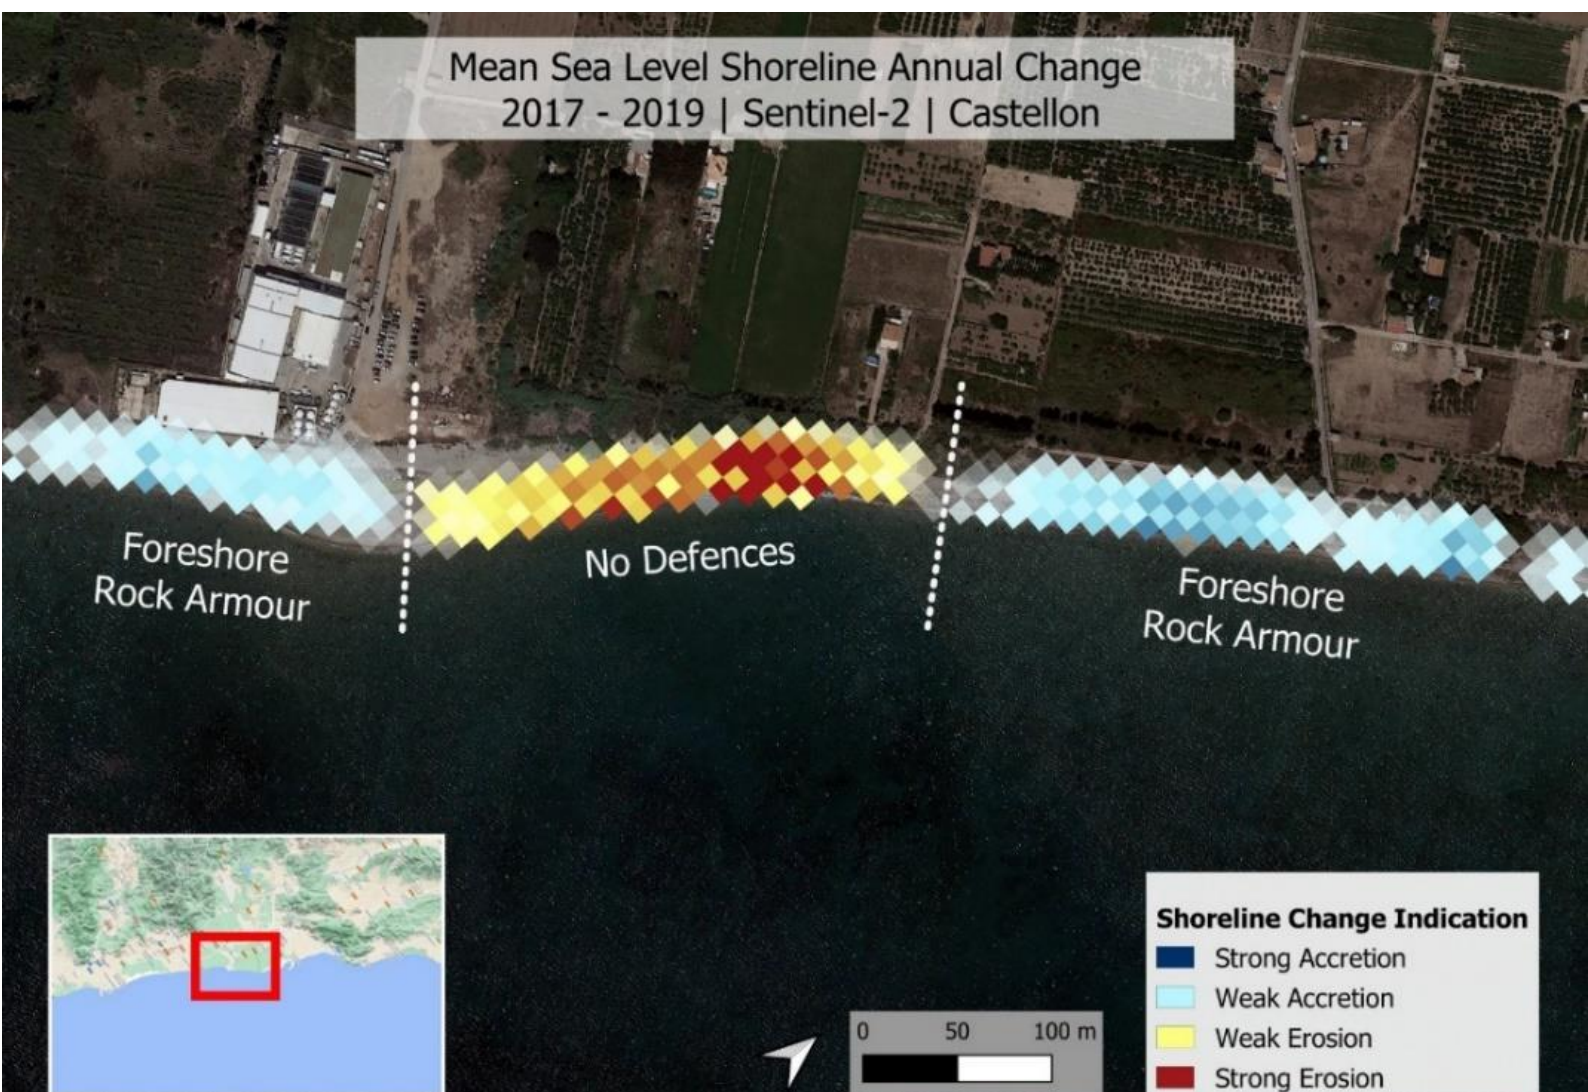 Mean Sea Level Shoreline Annual Change
2017 - 2019 | Sentinel-2 | Castellon
Foreshore
Rock Armour
No Defences
Foreshore
Rock Armour
0 50 100 m
Shoreline Change Indication
Strong Accretion
Weak Accretion
Weak Erosion
Strong Erosion